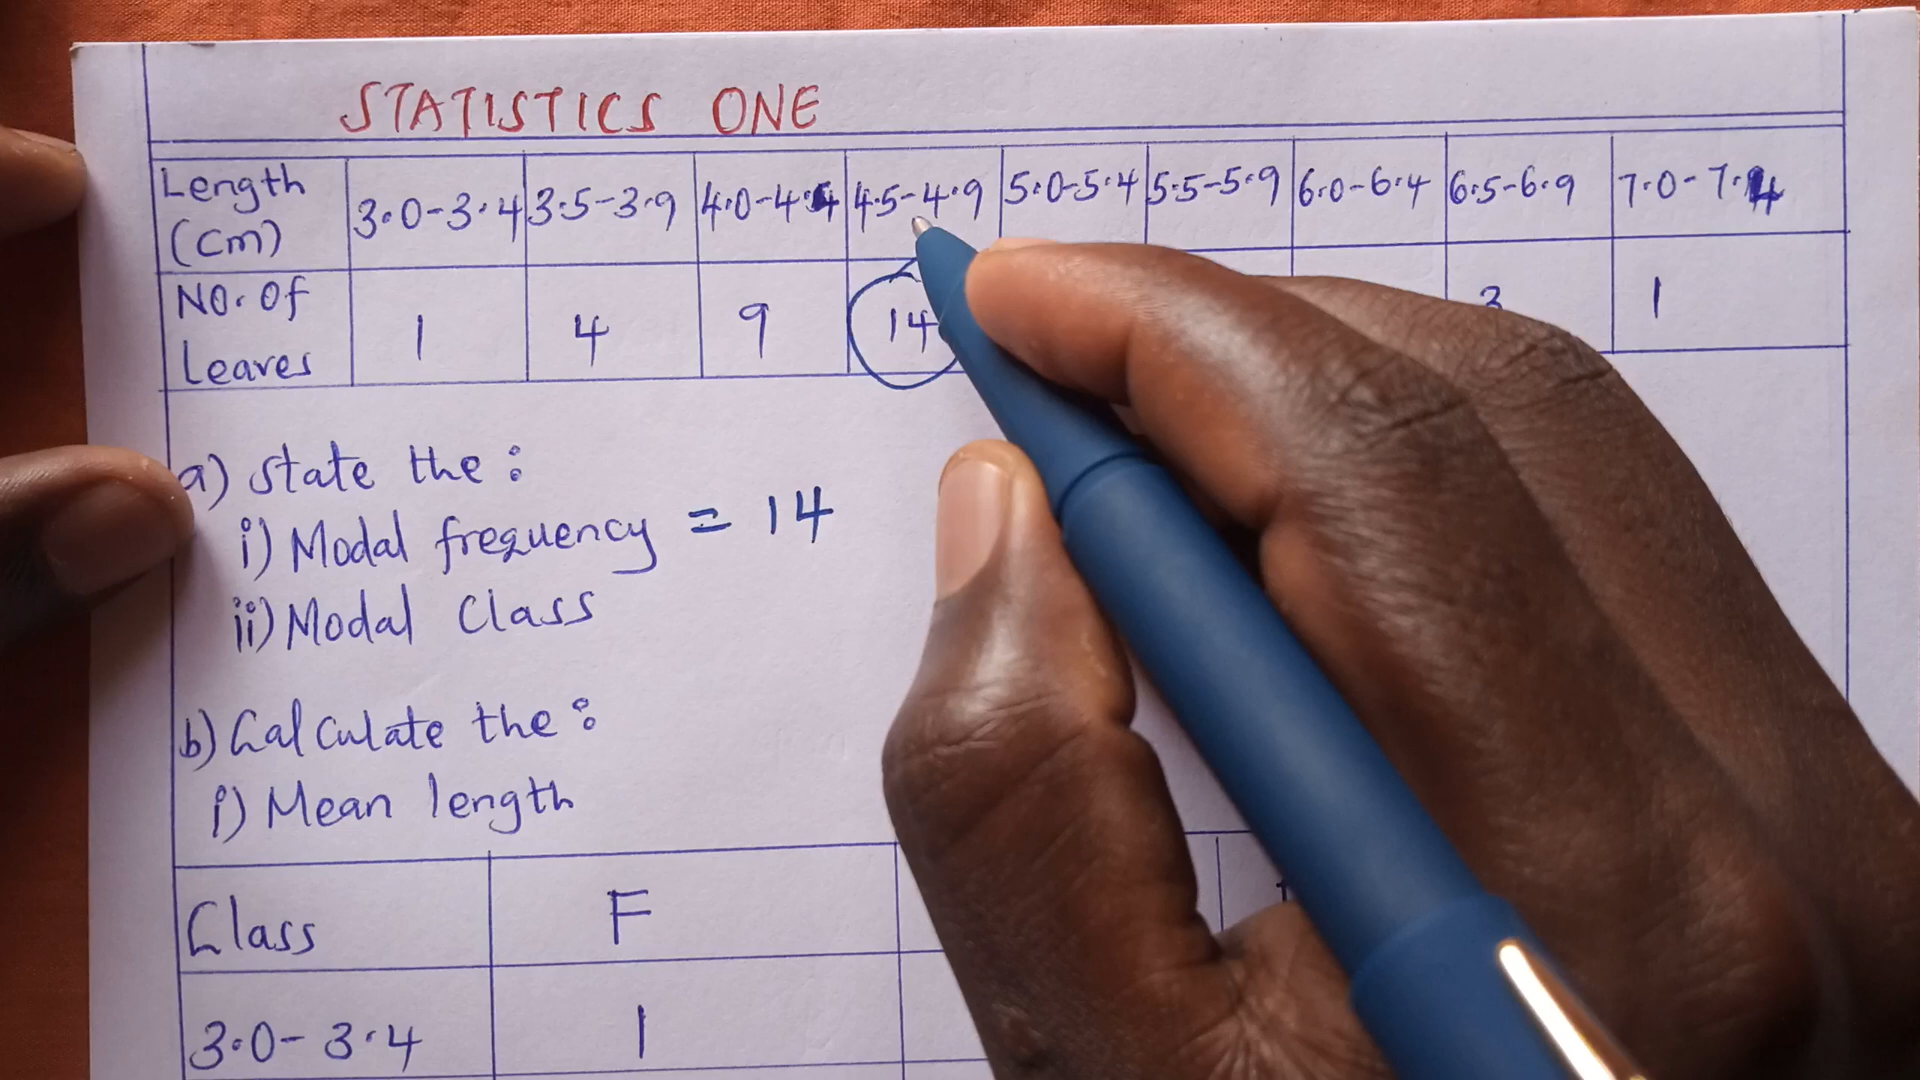 STATISTICS ONE
Length (cm) 3.0-3.4 3.5-3.9 4.0-4.4 4.5-4.9 5.0-5.4 5.5-5.9 6.0-6.4 6.5-6.9 7.0-7.4
No. Of Leaves 1 4 9 14 3 1
a) State the :
i) Modal frequency = 14
ii) Modal Class
b) Calculate the :
i) Mean length
Class F
3.0-3.4 1